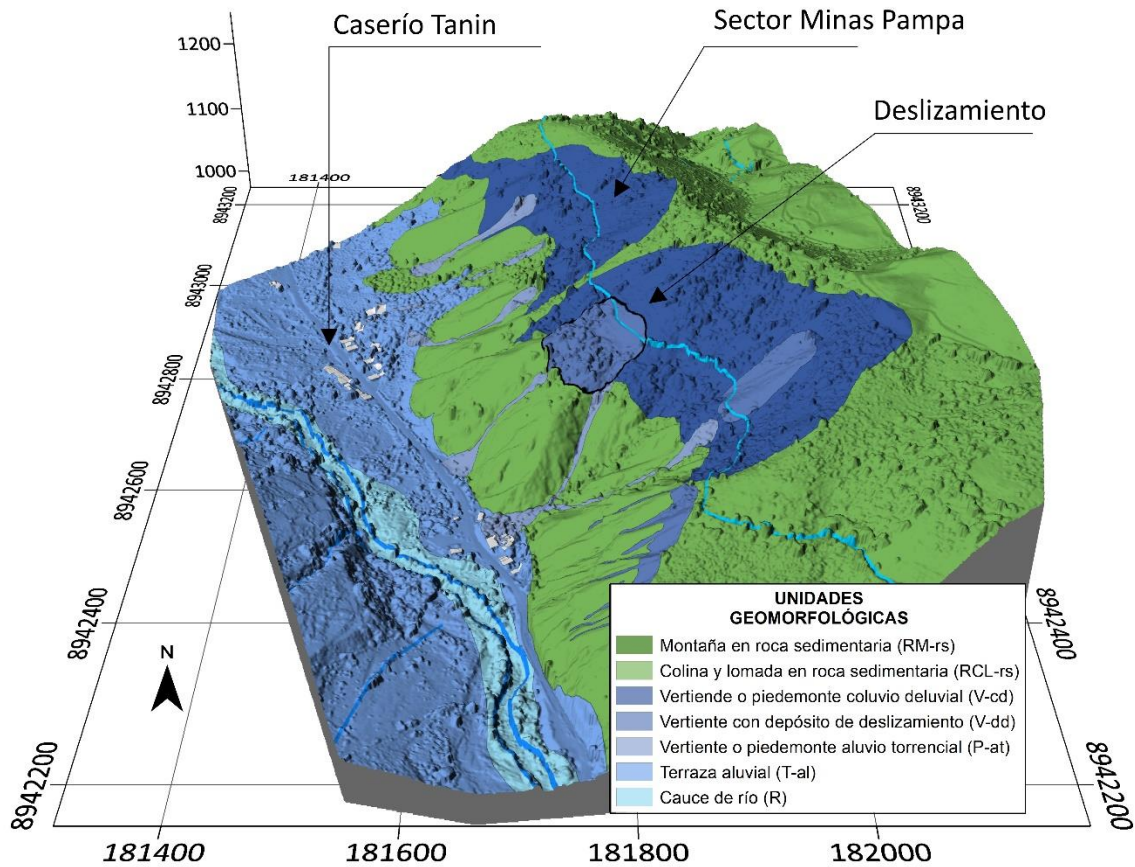 Caserío Tanin
Sector Minas Pampa
Deslizamiento
1200
1100
1000
181400
8943200
8943200
8943000
8942800
8942600
8942400
8942400
8942200
8942200
N
181400
181600
181800
182000
UNIDADES
GEOMORFOLÓGICAS
Montaña en roca sedimentaria (RM-rs)
Colina y lomada en roca sedimentaria (RCL-rs)
Vertiende o piedemonte coluvio deluvial (V-cd)
Vertiente con depósito de deslizamiento (V-dd)
Vertiente o piedemonte aluvio torrencial (P-at)
Terraza aluvial (T-al)
Cauce de río (R)